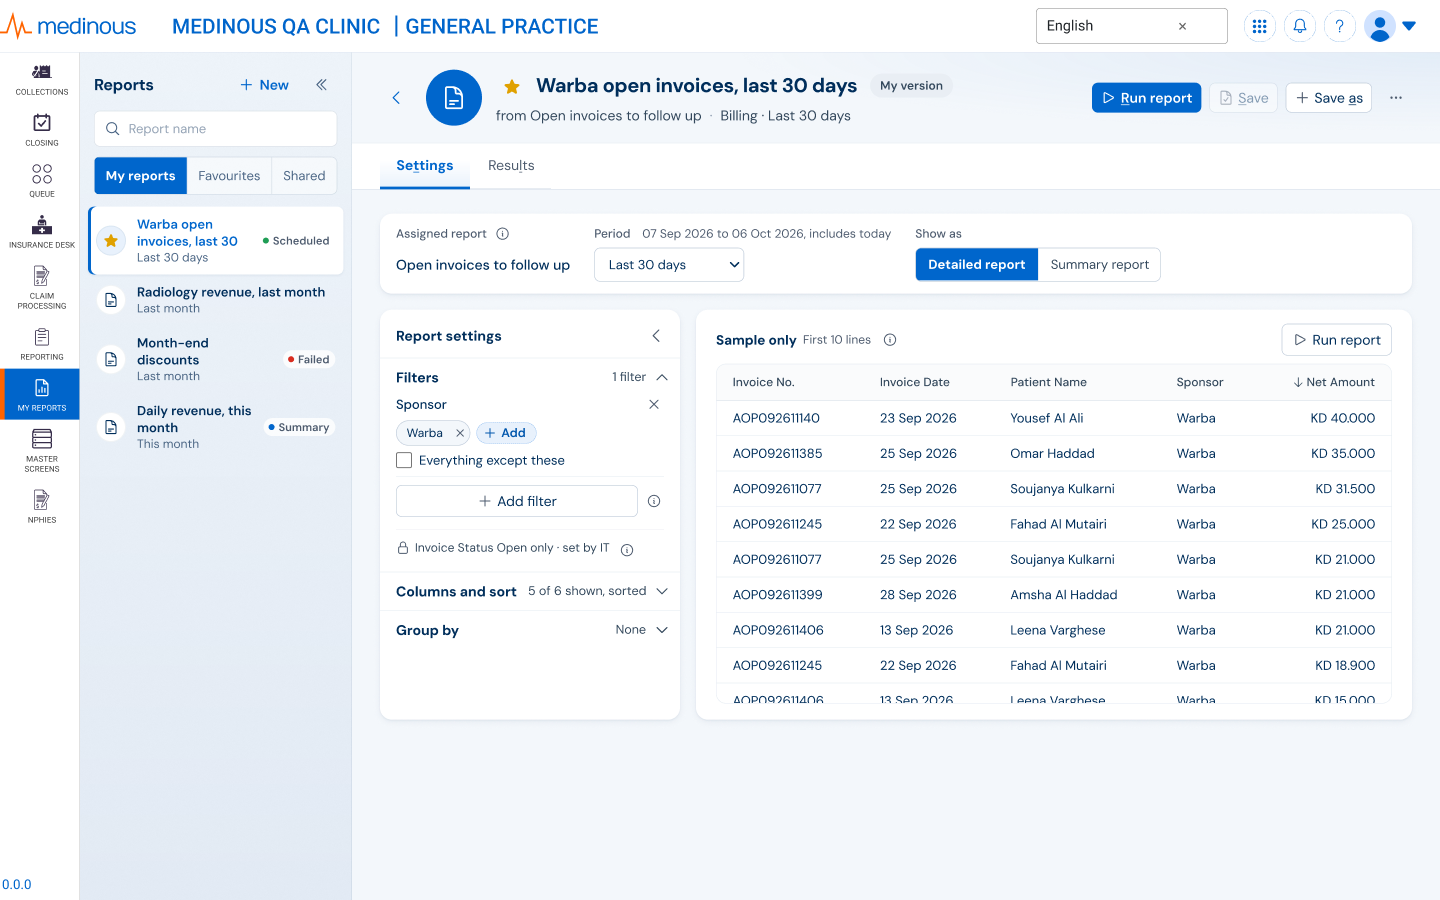 medinous
MEDINOUS QA CLINIC | GENERAL PRACTICE
English
COLLECTIONS
CLOSING
QUEUE
INSURANCE DESK
CLAIM
PROCESSING
REPORTING
MY REPORTS
MASTER
SCREENS
NPHIES
0.0.0
Reports
+ New
Report name
My reports
Favourites
Shared
Warba open
invoices, last 30
Last 30 days
Scheduled
Radiology revenue, last month
Last month
Month-end
discounts
Last month
Failed
Daily revenue, this
month
This month
Summary
Warba open invoices, last 30 days
My version
from Open invoices to follow up · Billing · Last 30 days
Run report
Save
+ Save as
Settings
Results
Assigned report
Open invoices to follow up
Period 07 Sep 2026 to 06 Oct 2026, includes today
Last 30 days
Show as
Detailed report
Summary report
Report settings
Filters 1 filter
Sponsor
Warba
+ Add
Everything except these
+ Add filter
Invoice Status Open only · set by IT
Columns and sort 5 of 6 shown, sorted
Group by None
Sample only First 10 lines
Run report
Invoice No. Invoice Date Patient Name Sponsor ↓ Net Amount
AOP092611140 23 Sep 2026 Yousef Al Ali Warba KD 40.000
AOP092611385 25 Sep 2026 Omar Haddad Warba KD 35.000
AOP092611077 25 Sep 2026 Soujanya Kulkarni Warba KD 31.500
AOP092611245 22 Sep 2026 Fahad Al Mutairi Warba KD 25.000
AOP092611077 25 Sep 2026 Soujanya Kulkarni Warba KD 21.000
AOP092611399 28 Sep 2026 Amsha Al Haddad Warba KD 21.000
AOP092611406 13 Sep 2026 Leena Varghese Warba KD 21.000
AOP092611245 22 Sep 2026 Fahad Al Mutairi Warba KD 18.900
AOP092611406 13 Sep 2026 Leena Varghese Warba KD 15.000